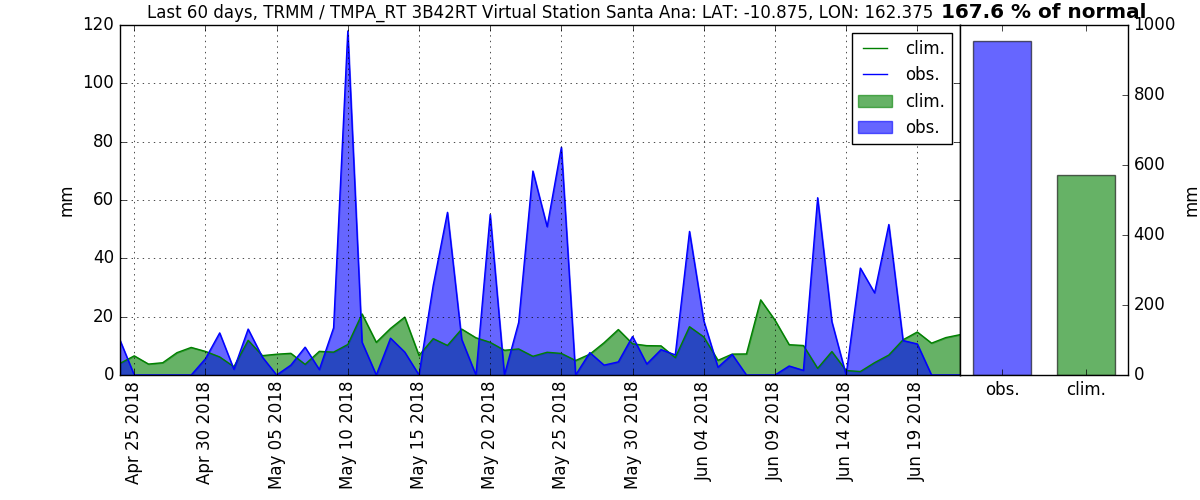 Last 60 days, TRMM / TMPA_RT 3B42RT Virtual Station Santa Ana: LAT: -10.875, LON: 162.375 167.6 % of normal
120
100
80
60
40
20
0
mm
clim.
obs.
clim.
obs.
Apr 25 2018
Apr 30 2018
May 05 2018
May 10 2018
May 15 2018
May 20 2018
May 25 2018
May 30 2018
Jun 04 2018
Jun 09 2018
Jun 14 2018
Jun 19 2018
1000
800
600
400
200
0
mm
obs. clim.